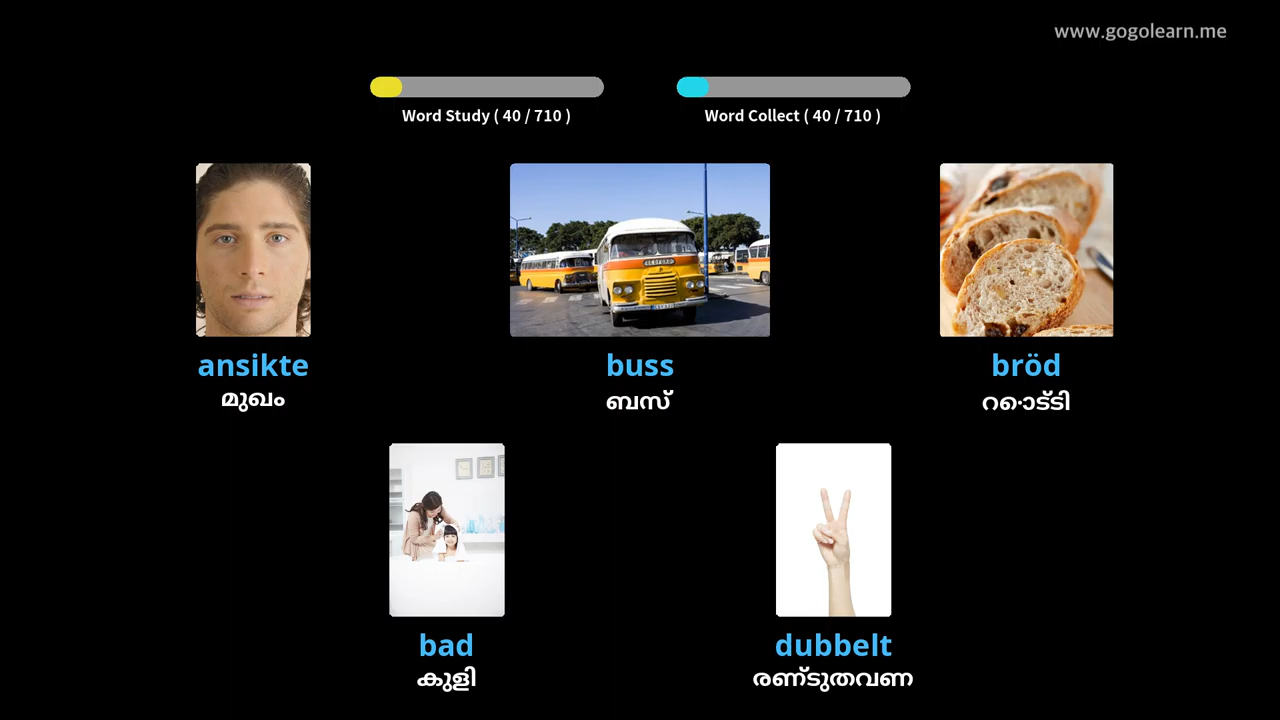 www.gogolearn.me
Word Study ( 40 / 710 )
Word Collect ( 40 / 710 )
BEDFORD
ansikte
മുഖം
buss
ബസ്
bröd
റൊട്ടി
bad
കുളി
dubbelt
രണ്ടുതവണ